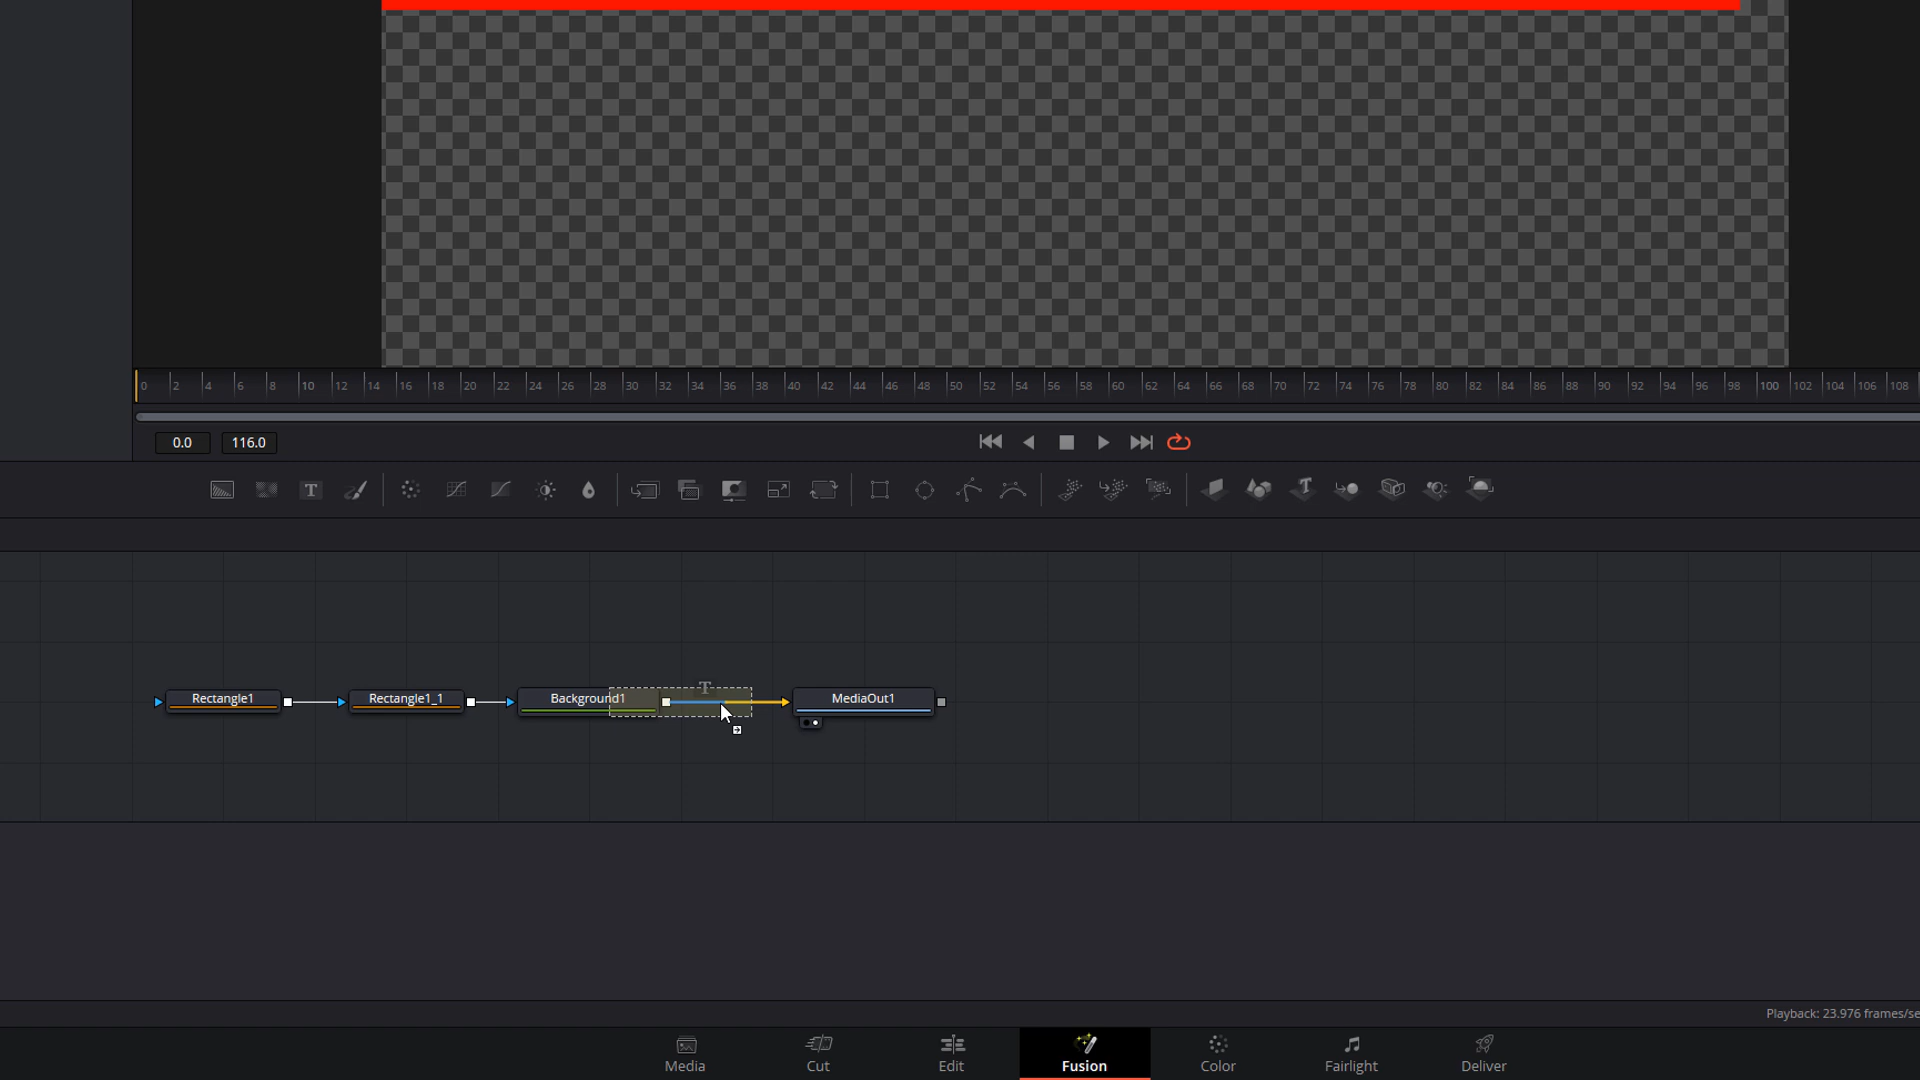 0 2 4 6 8 10 12 14 16 18 20 22 24 26 28 30 32 34 36 38 40 42 44 46 48 50 52 54 56 58 60 62 64 66 68 70 72 74 76 78 80 82 84 86 88 90 92 94 96 98 100 102 104 106 108
0.0 116.0
T
T
Rectangle1 Rectangle1_1 Background1 MediaOut1
Playback: 23.976 frames/se
Media Cut Edit Fusion Color Fairlight Deliver